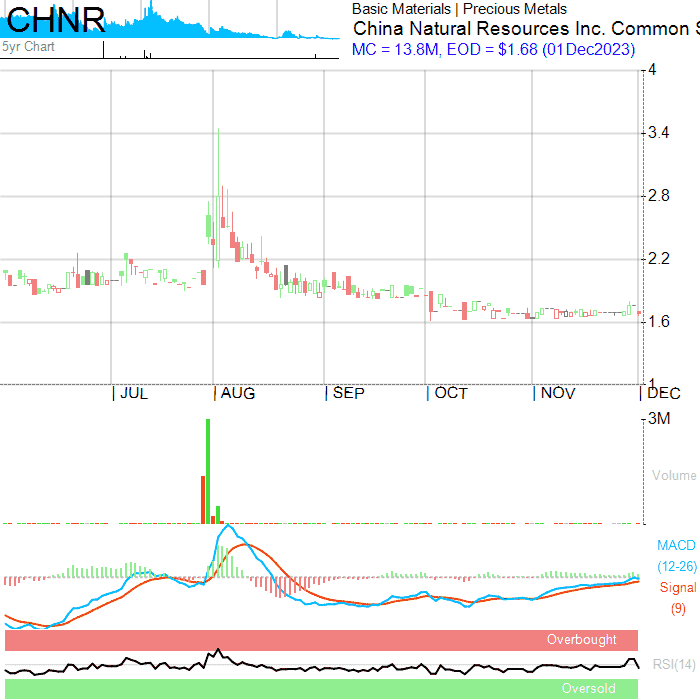 CHNR
5yr Chart
Basic Materials | Precious Metals
China Natural Resources Inc. Common S
MC = 13.8M, EOD = $1.68 (01Dec2023)
4
3.4
2.8
2.2
1.6
1
| JUL | AUG | SEP | OCT | NOV | DEC
3M
Volume
MACD
(12-26)
Signal
(9)
Overbought
RSI(14)
Oversold